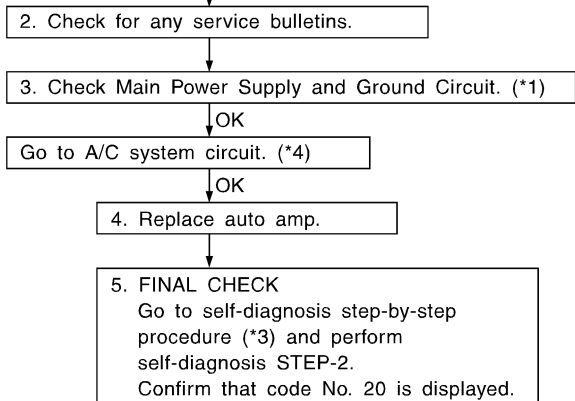 2. Check for any service bulletins.
3. Check Main Power Supply and Ground Circuit. (*1)
OK
Go to A/C system circuit. (*4)
OK
4. Replace auto amp.
5. FINAL CHECK
Go to self-diagnosis step-by-step
procedure (*3) and perform
self-diagnosis STEP-2.
Confirm that code No. 20 is displayed.